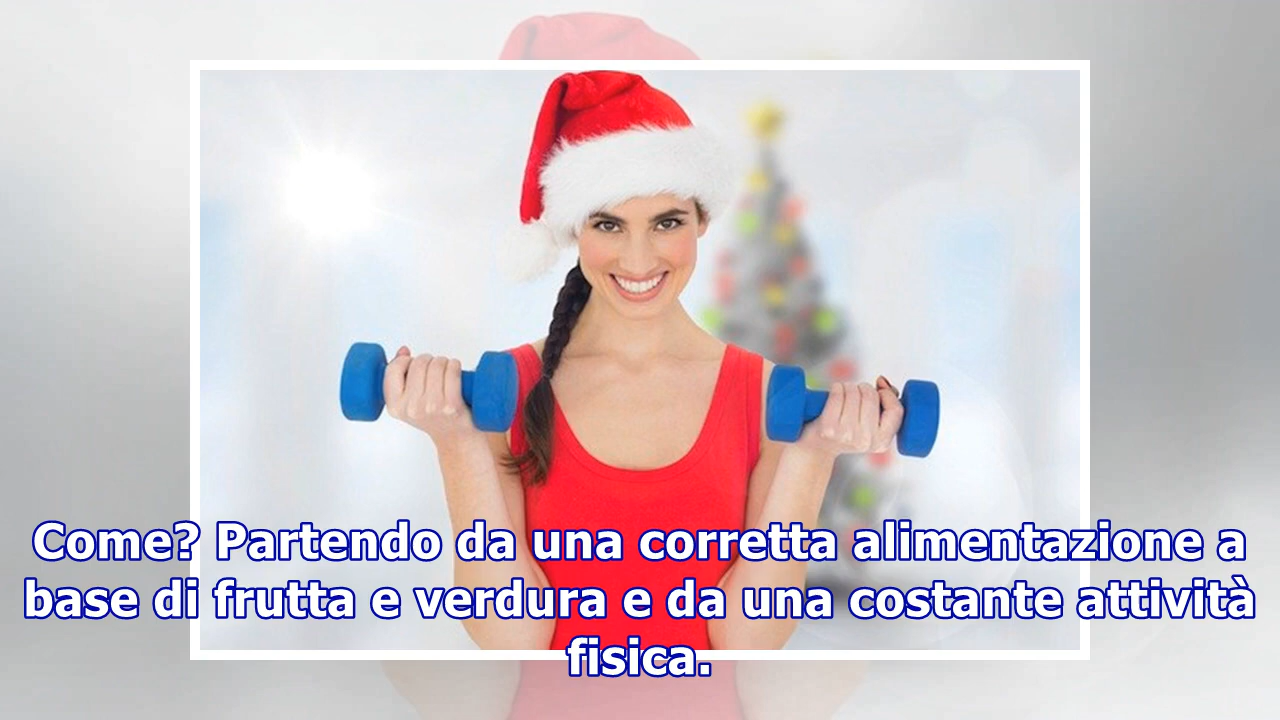 Come? Partendo da una corretta alimentazione a
base di frutta e verdura e da una costante attività
fisica.